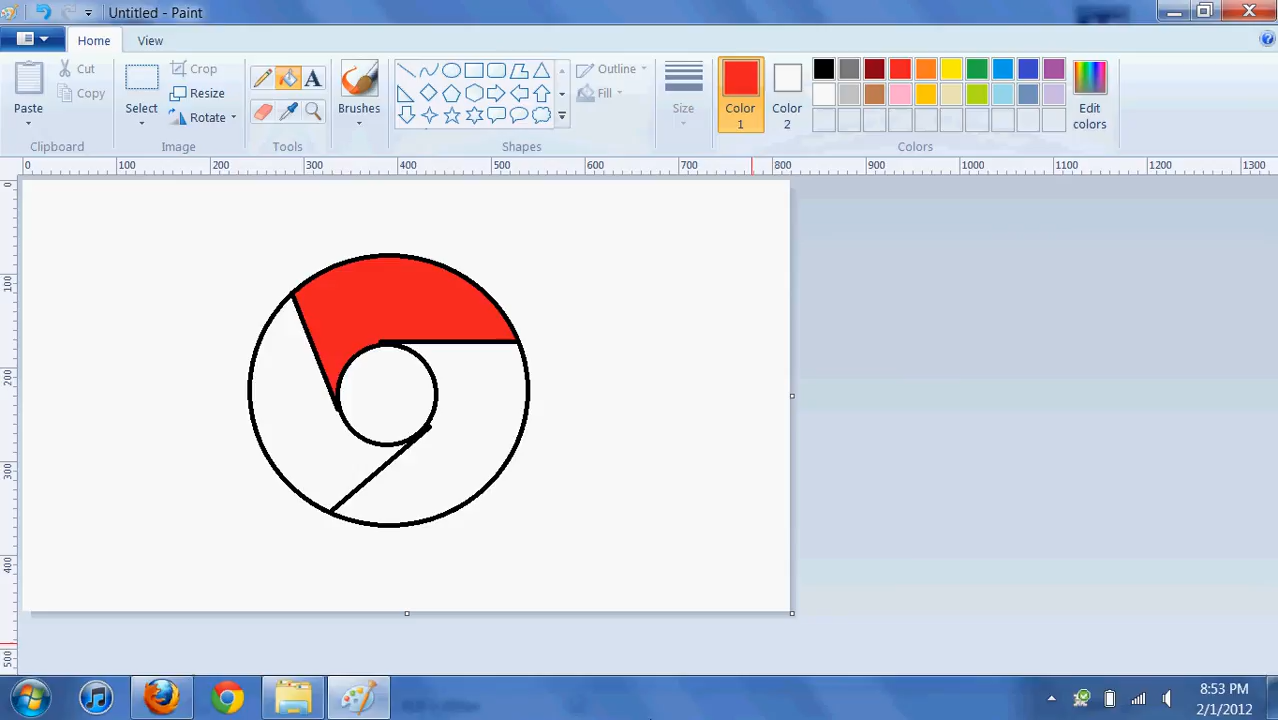 Untitled - Paint
Home View
Paste
Clipboard
Cut
Copy
Select
Crop
Resize
Rotate
Image
A
Tools
Brushes
Shapes
Outline
Fill
Size
Color 1
Color 2
Edit colors
Colors
0 100 200 300 400 500 600 700 800 900 1000 1100 1200 1300
0
100
200
300
400
500
8:53 PM
2/1/2012